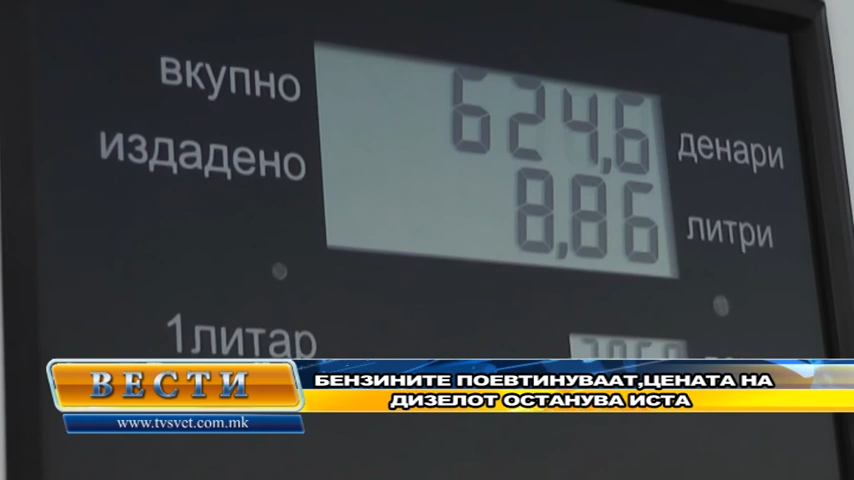 вкупно
624,6 денари
издадено
8,86 литри
1литар
ВЕСТИ
БЕНЗИНИТЕ ПОЕВТИНУВААТ,ЦЕНАТА НА
ДИЗЕЛОТ ОСТАНУВА ИСТА
www.tvsvct.com.mk